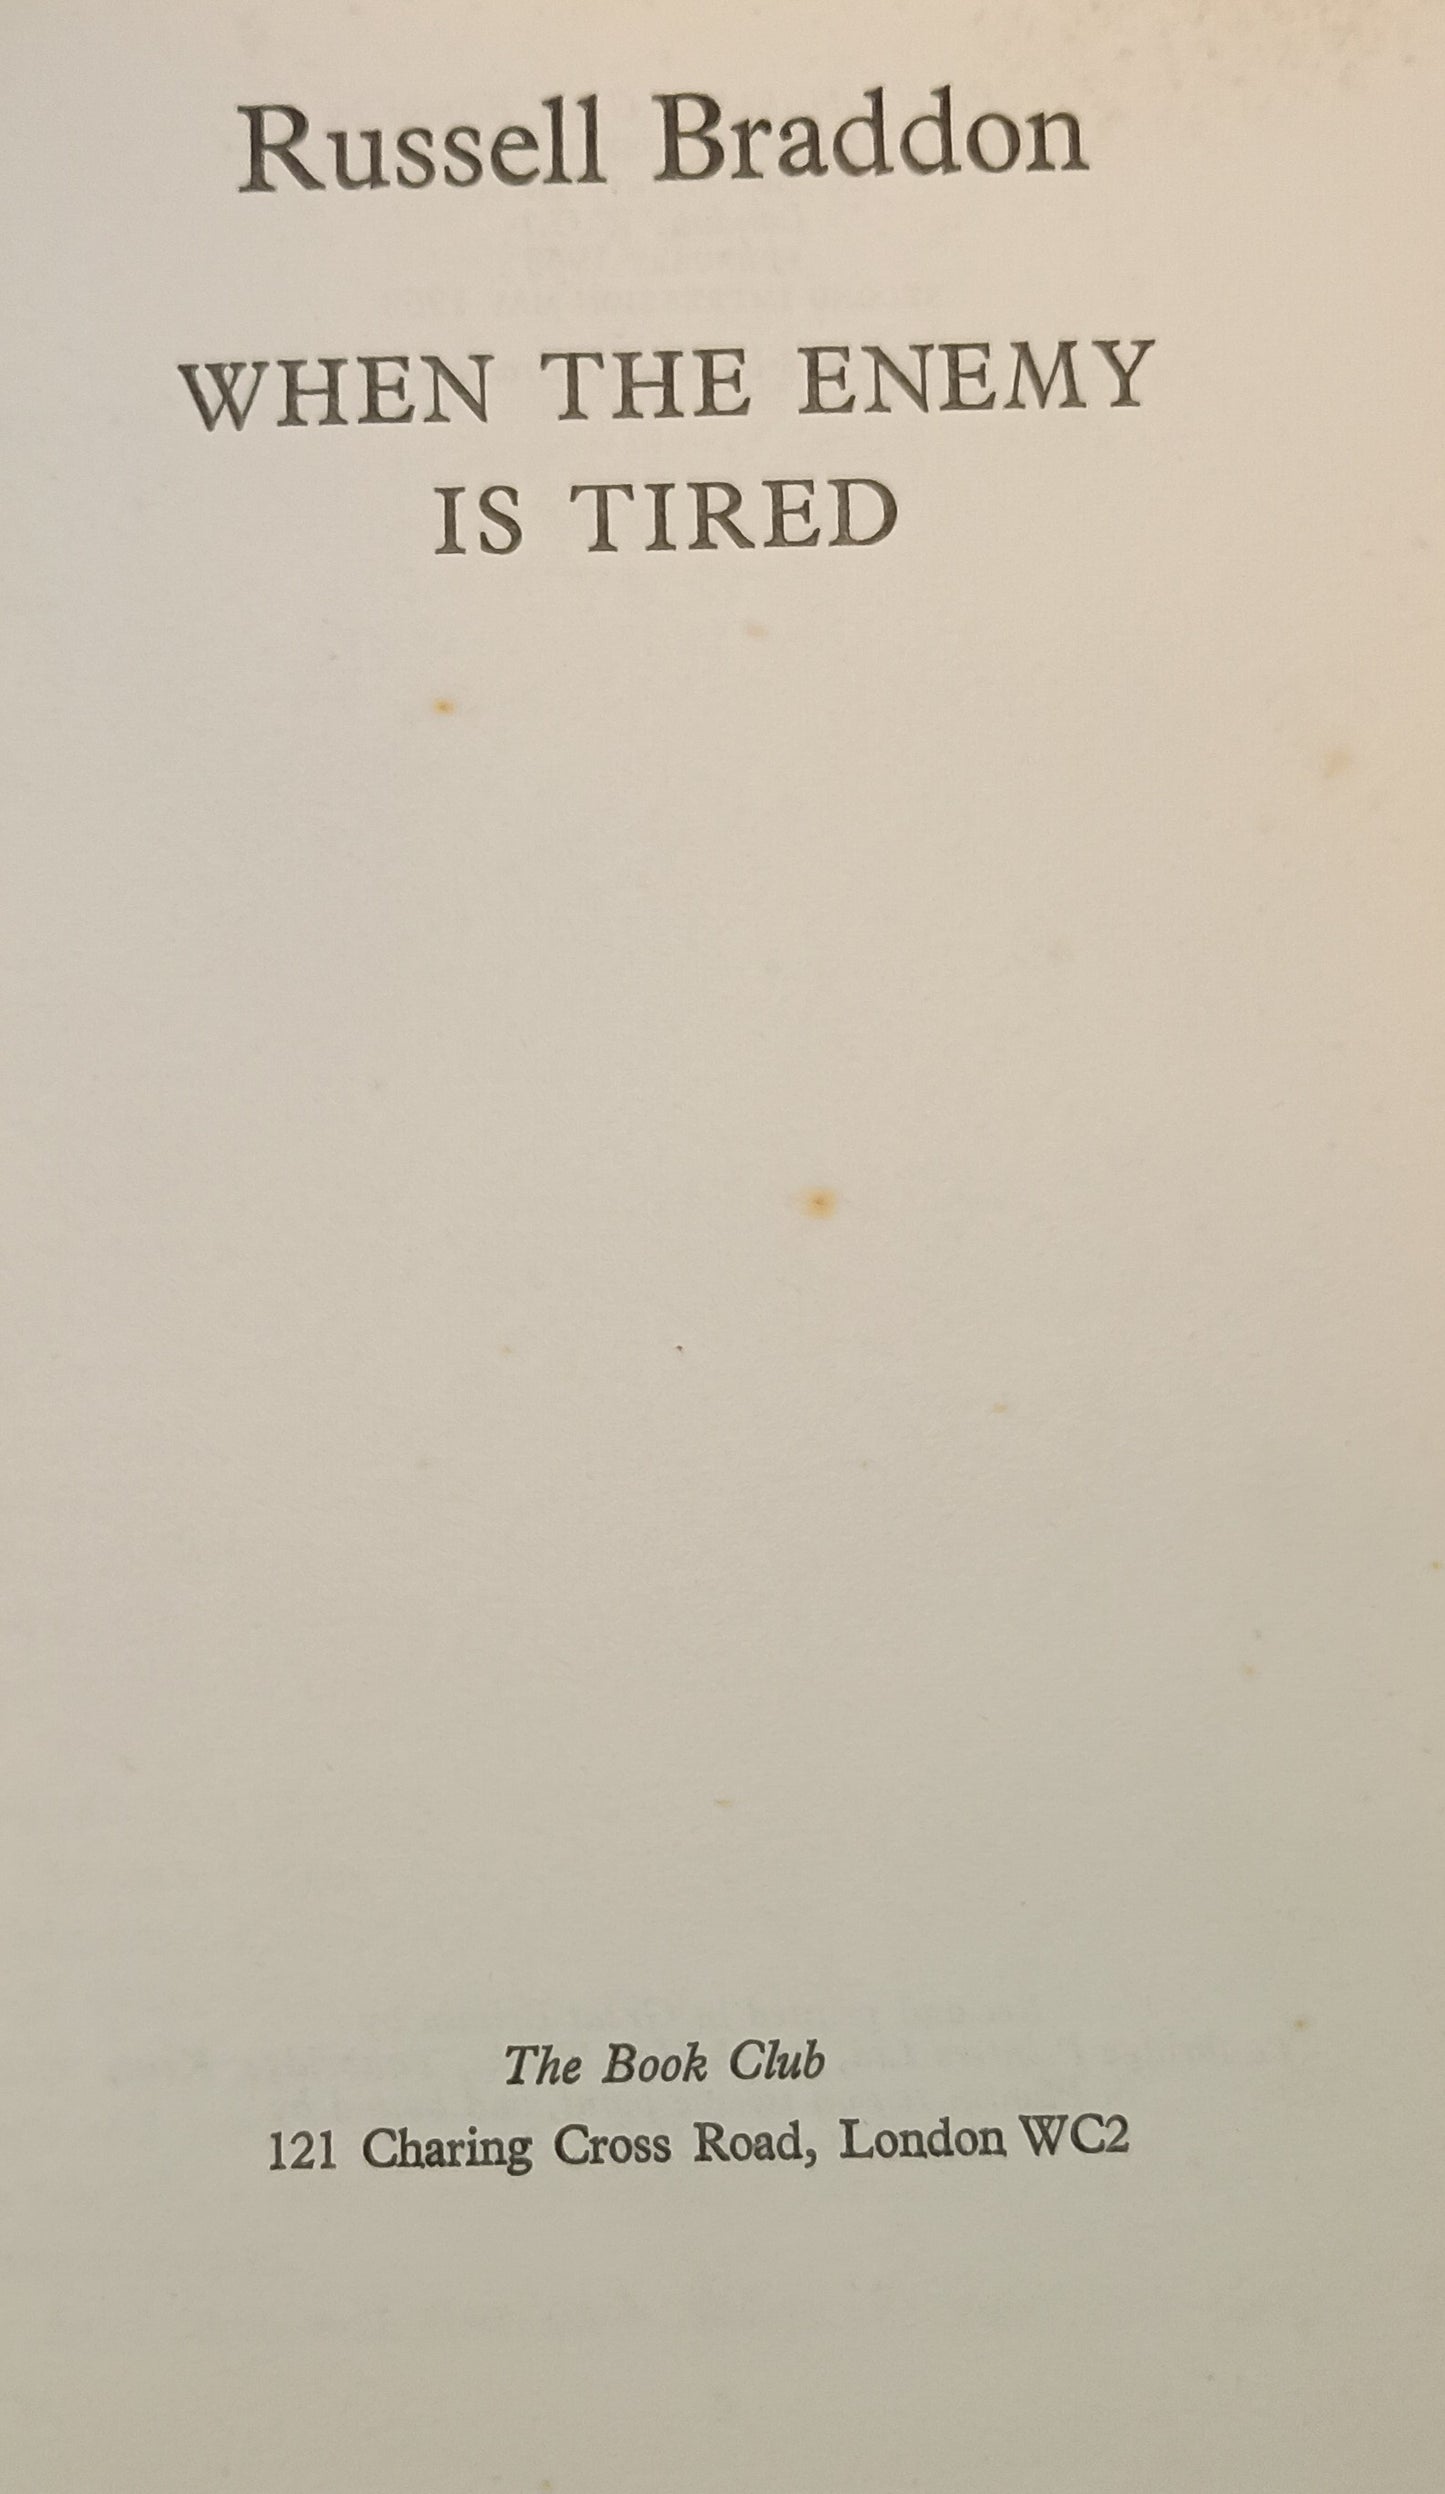 Russell Braddon
WHEN THE ENEMY
IS TIRED
The Book Club
121 Charing Cross Road, London WC2